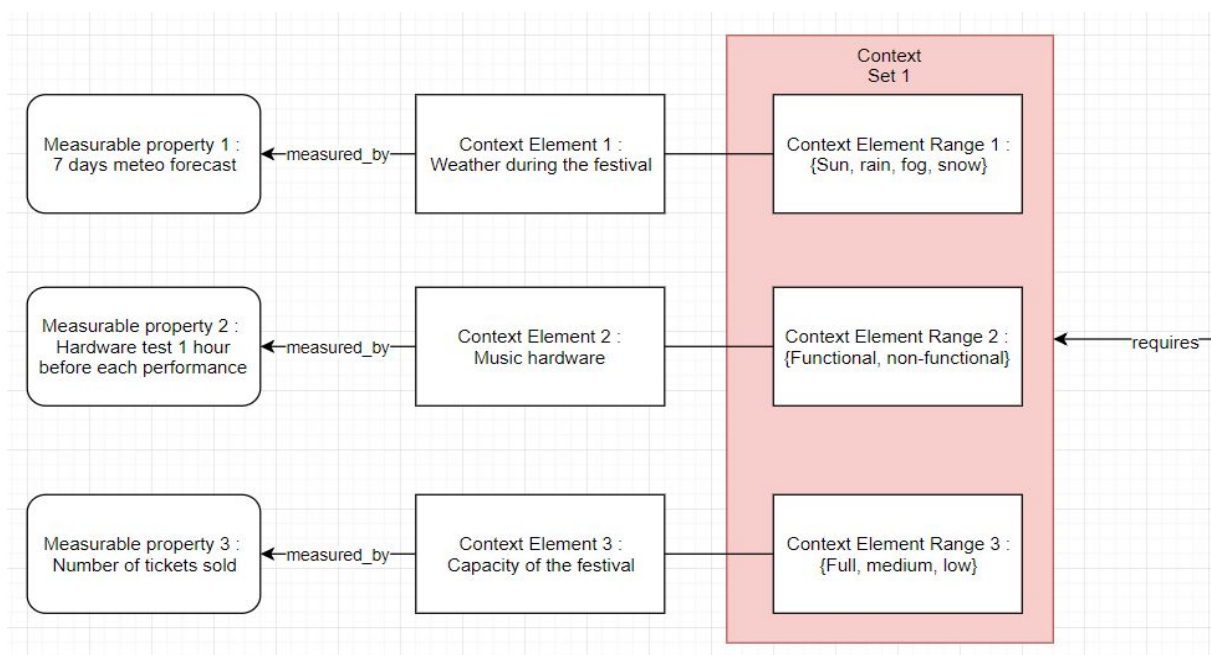 Context
Set 1
Measurable property 1 :
7 days meteo forecast
measured_by
Context Element 1 :
Weather during the festival
Context Element Range 1 :
{Sun, rain, fog, snow}
Measurable property 2 :
Hardware test 1 hour
before each performance
measured_by
Context Element 2 :
Music hardware
Context Element Range 2 :
{Functional, non-functional}
requires
Measurable property 3 :
Number of tickets sold
measured_by
Context Element 3 :
Capacity of the festival
Context Element Range 3 :
{Full, medium, low}